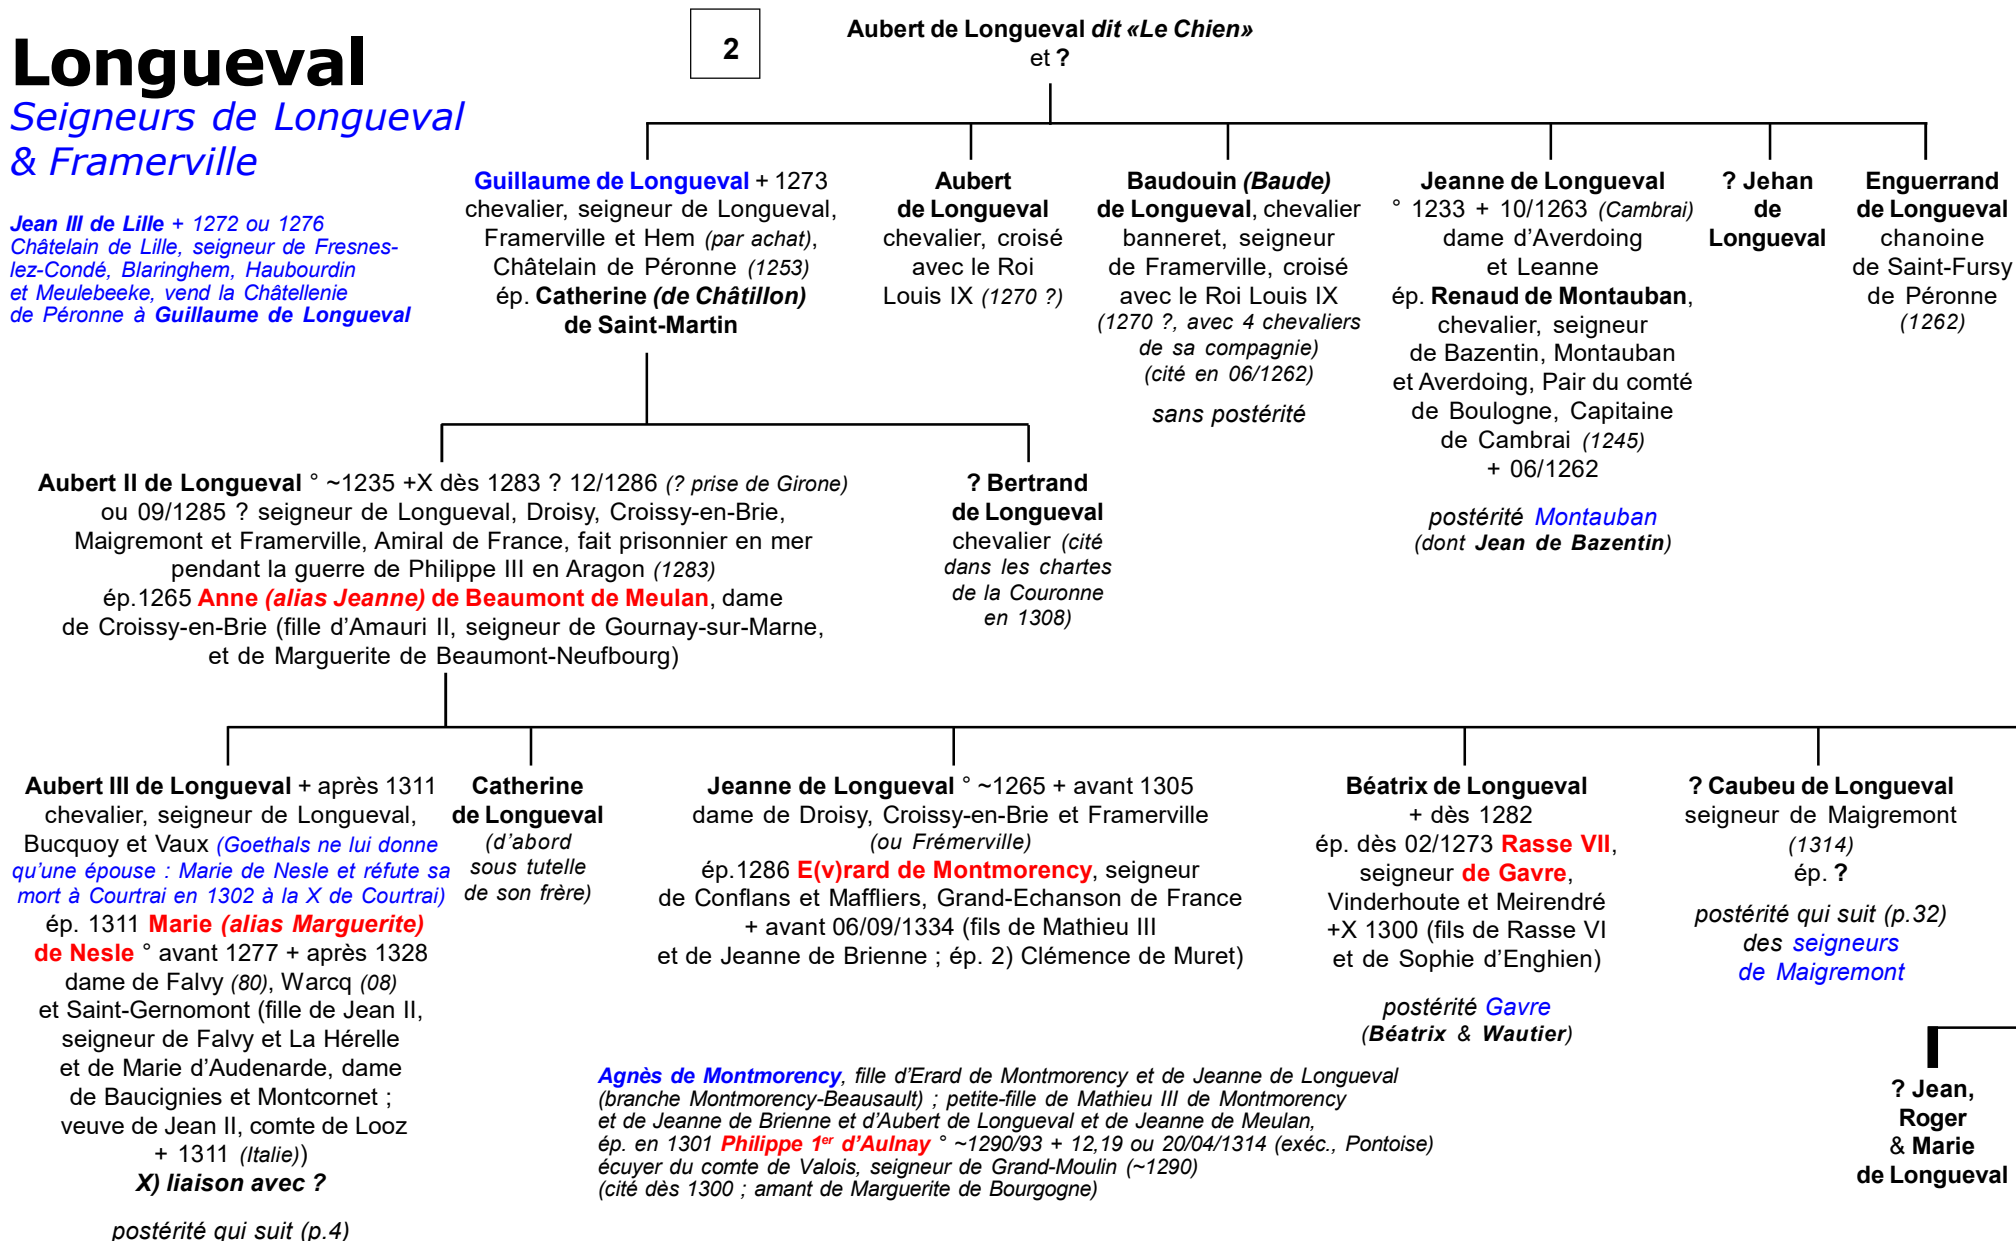 Longueval
Seigneurs de Longueval
& Framerville
Jean III de Lille + 1272 ou 1276
Châtelain de Lille, seigneur de Fresnes-
lez-Condé, Blaringhem, Haubourdin
et Meulebeeke, vend la Châtellenie
de Péronne à Guillaume de Longueval
2
Aubert de Longueval dit «Le Chien»
et ?
Guillaume de Longueval + 1273
chevalier, seigneur de Longueval,
Framerville et Hem (par achat),
Châtelain de Péronne (1253)
ép. Catherine (de Châtillon)
de Saint-Martin
Aubert
de Longueval
chevalier, croisé
avec le Roi
Louis IX (1270 ?)
Baudouin (Baude)
de Longueval, chevalier
banneret, seigneur
de Framerville, croisé
avec le Roi Louis IX
(1270 ?, avec 4 chevaliers
de sa compagnie)
(cité en 06/1262)
sans postérité
Jeanne de Longueval
° 1233 + 10/1263 (Cambrai)
dame d’Averdoing
et Leanne
ép. Renaud de Montauban,
chevalier, seigneur
de Bazentin, Montauban
et Averdoing, Pair du comté
de Boulogne, Capitaine
de Cambrai (1245)
+ 06/1262
postérité Montauban
(dont Jean de Bazentin)
? Jehan
de
Longueval
Enguerrand
de Longueval
chanoine
de Saint-Fursy
de Péronne
(1262)
Aubert II de Longueval ° ~1235 +X dès 1283 ? 12/1286 (? prise de Girone)
ou 09/1285 ? seigneur de Longueval, Droisy, Croissy-en-Brie,
Maigremont et Framerville, Amiral de France, fait prisonnier en mer
pendant la guerre de Philippe III en Aragon (1283)
ép.1265 Anne (alias Jeanne) de Beaumont de Meulan, dame
de Croissy-en-Brie (fille d’Amauri II, seigneur de Gournay-sur-Marne,
et de Marguerite de Beaumont-Neufbourg)
? Bertrand
de Longueval
chevalier (cité
dans les chartes
de la Couronne
en 1308)
Aubert III de Longueval + après 1311
chevalier, seigneur de Longueval,
Bucquoy et Vaux (Goethals ne lui donne
qu’une épouse : Marie de Nesle et réfute sa
mort à Courtrai en 1302 à la X de Courtrai)
ép. 1311 Marie (alias Marguerite)
de Nesle ° avant 1277 + après 1328
dame de Falvy (80), Warcq (08)
et Saint-Gernomont (fille de Jean II,
seigneur de Falvy et La Hérelle
et de Marie d’Audenarde, dame
de Baucignies et Montcornet ;
veuve de Jean II, comte de Looz
+ 1311 (Italie))
X) liaison avec ?
postérité qui suit (p.4)
Catherine
de Longueval
(d’abord
sous tutelle
de son frère)
Jeanne de Longueval ° ~1265 + avant 1305
dame de Droisy, Croissy-en-Brie et Framerville
(ou Frémerville)
ép.1286 E(v)rard de Montmorency, seigneur
de Conflans et Maffliers, Grand-Echanson de France
+ avant 06/09/1334 (fils de Mathieu III
et de Jeanne de Brienne ; ép. 2) Clémence de Muret)
Béatrix de Longueval
+ dès 1282
ép. dès 02/1273 Rasse VII,
seigneur de Gavre,
Vinderhoute et Meirendré
+X 1300 (fils de Rasse VI
et de Sophie d’Enghien)
postérité Gavre
(Béatrix & Wautier)
? Caubeu de Longueval
seigneur de Maigremont
(1314)
ép. ?
postérité qui suit (p.32)
des seigneurs
de Maigremont
Agnès de Montmorency, fille d’Erard de Montmorency et de Jeanne de Longueval
(branche Montmorency-Beausault) ; petite-fille de Mathieu III de Montmorency
et de Jeanne de Brienne et d’Aubert de Longueval et de Jeanne de Meulan,
ép. en 1301 Philippe 1er d’Aulnay ° ~1290/93 + 12,19 ou 20/04/1314 (exéc., Pontoise)
écuyer du comte de Valois, seigneur de Grand-Moulin (~1290)
(cité dès 1300 ; amant de Marguerite de Bourgogne)
? Jean,
Roger
& Marie
de Longueval